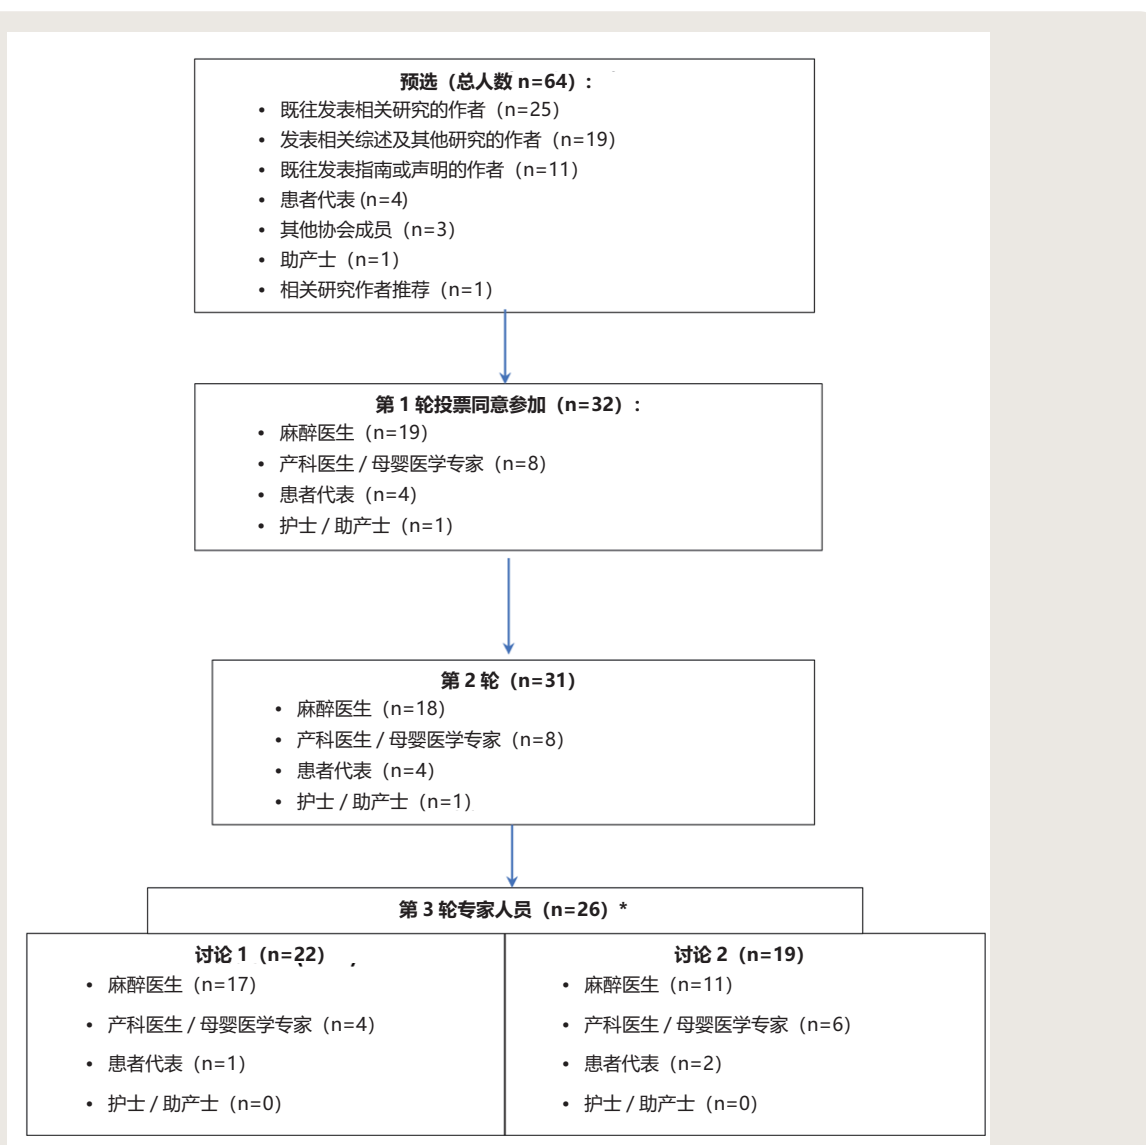 预选（总人数 n=64）:
• 既往发表相关研究的作者（n=25）
• 发表相关综述及其他研究的作者（n=19）
• 既往发表指南或声明的作者（n=11）
• 患者代表 (n=4)
• 其他协会成员（n=3）
• 助产士（n=1）
• 相关研究作者推荐（n=1）
第 1 轮投票同意参加（n=32）:
• 麻醉医生（n=19）
• 产科医生 / 母婴医学专家（n=8）
• 患者代表（n=4）
• 护士 / 助产士（n=1）
第 2 轮（n=31）
• 麻醉医生（n=18）
• 产科医生 / 母婴医学专家（n=8）
• 患者代表（n=4）
• 护士 / 助产士（n=1）
第 3 轮专家人员（n=26）*
讨论 1（n=22）
• 麻醉医生（n=17）
• 产科医生 / 母婴医学专家（n=4）
• 患者代表（n=1）
• 护士 / 助产士（n=0）
讨论 2（n=19）
• 麻醉医生（n=11）
• 产科医生 / 母婴医学专家（n=6）
• 患者代表（n=2）
• 护士 / 助产士（n=0）